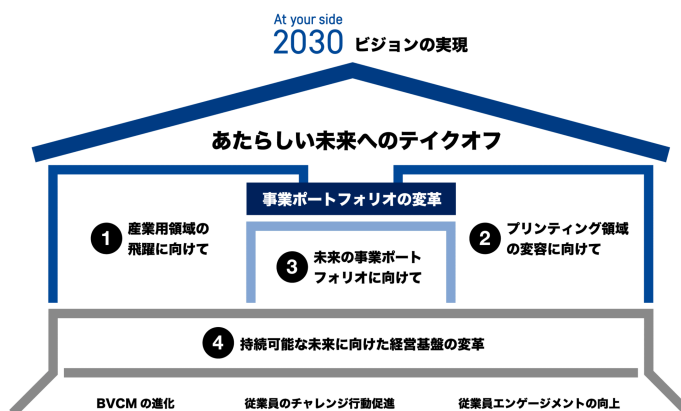 At your side
2030 ビジョンの実現
あたらしい未来へのテイクオフ
事業ポートフォリオの変革
1 産業用領域の
飛躍に向けて
2 プリンティング領域
の変容に向けて
3 未来の事業ポート
フォリオに向けて
4 持続可能な未来に向けた経営基盤の変革
BVCM の進化
従業員のチャレンジ行動促進
従業員エンゲージメントの向上